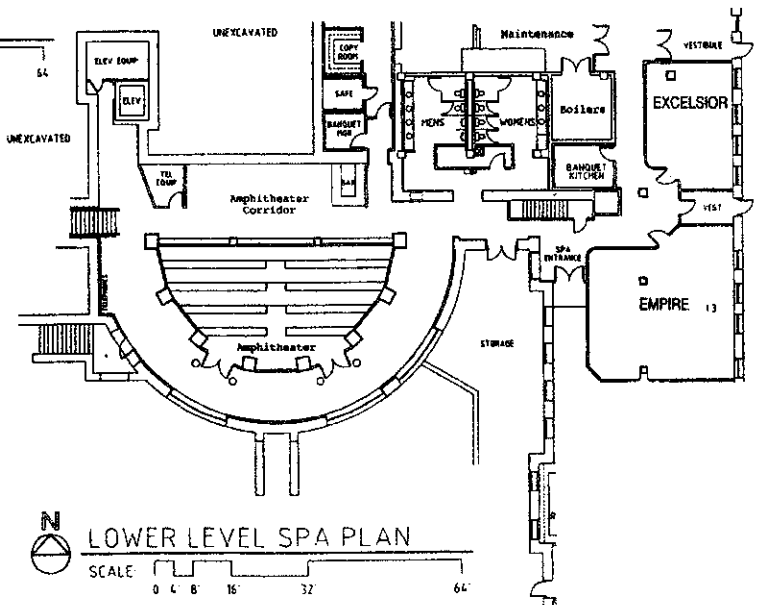 UNEXCAVATED
COPY
ROOM
Maintenance
VESTIBULE
64
ELEV EQUIP
ELEV
SAFE
BANQUET
MGR
MENS
WOMENS
Boilers
EXCELSIOR
UNEXCAVATED
BANQUET
KITCHEN
TEL
EQUIP
BAR
Amphitheater
Corridor
VEST
SPA
ENTRANCE
TELEPHONES
EMPIRE 13
Amphitheater
STORAGE
N
LOWER LEVEL SPA PLAN
SCALE:
0 4' 8' 16' 32' 64'